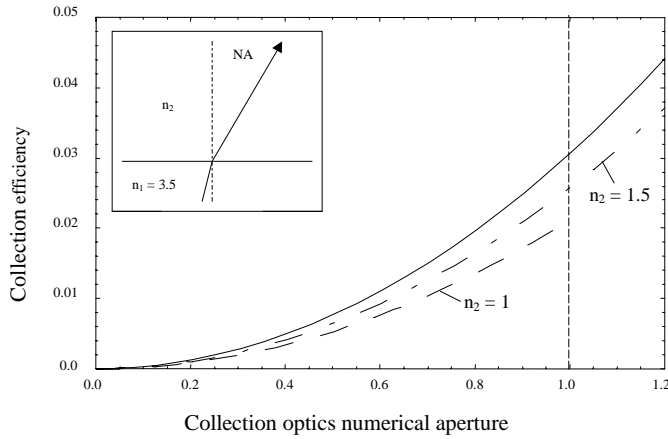 0.05
0.04
0.03
0.02
0.01
0.0
Collection efficiency
NA
n2
n1 = 3.5
n2 = 1.5
n2 = 1
0.0 0.2 0.4 0.6 0.8 1.0 1.2
Collection optics numerical aperture